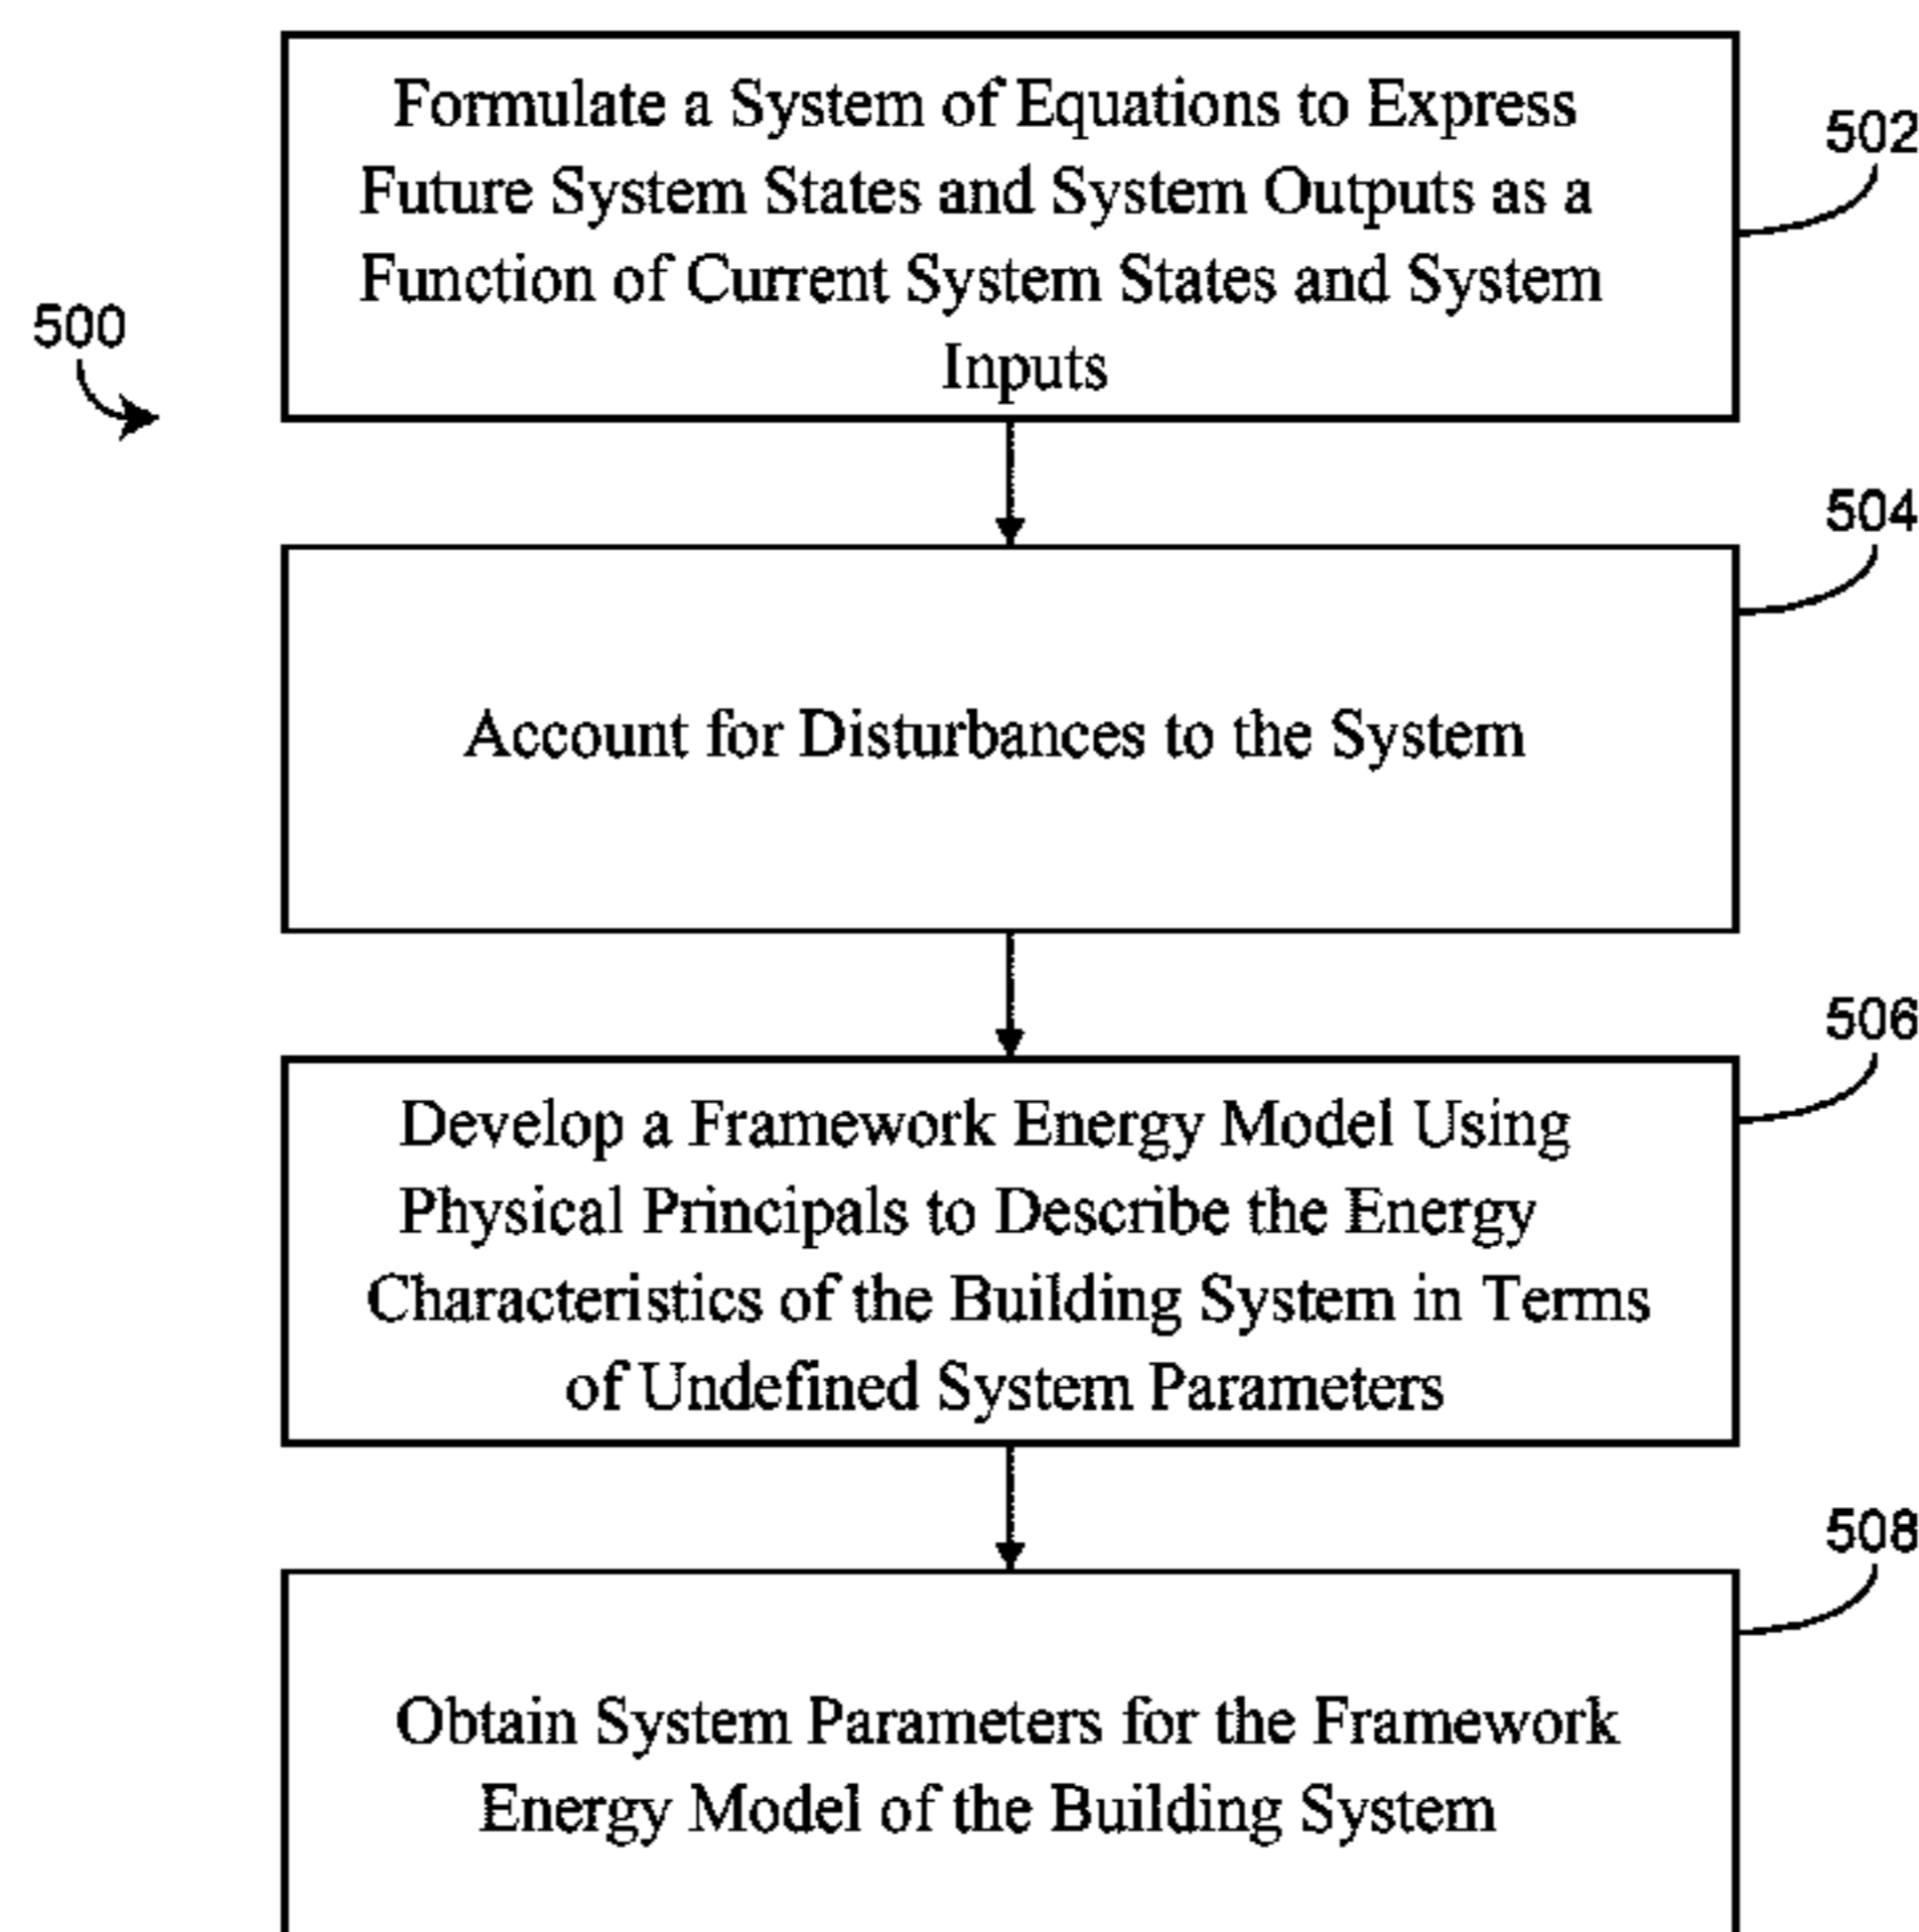 Formulate a System of Equations to Express
Future System States and System Outputs as a
Function of Current System States and System
Inputs
502
500
504
Account for Disturbances to the System
506
Develop a Framework Energy Model Using
Physical Principals to Describe the Energy
Characteristics of the Building System in Terms
of Undefined System Parameters
508
Obtain System Parameters for the Framework
Energy Model of the Building System